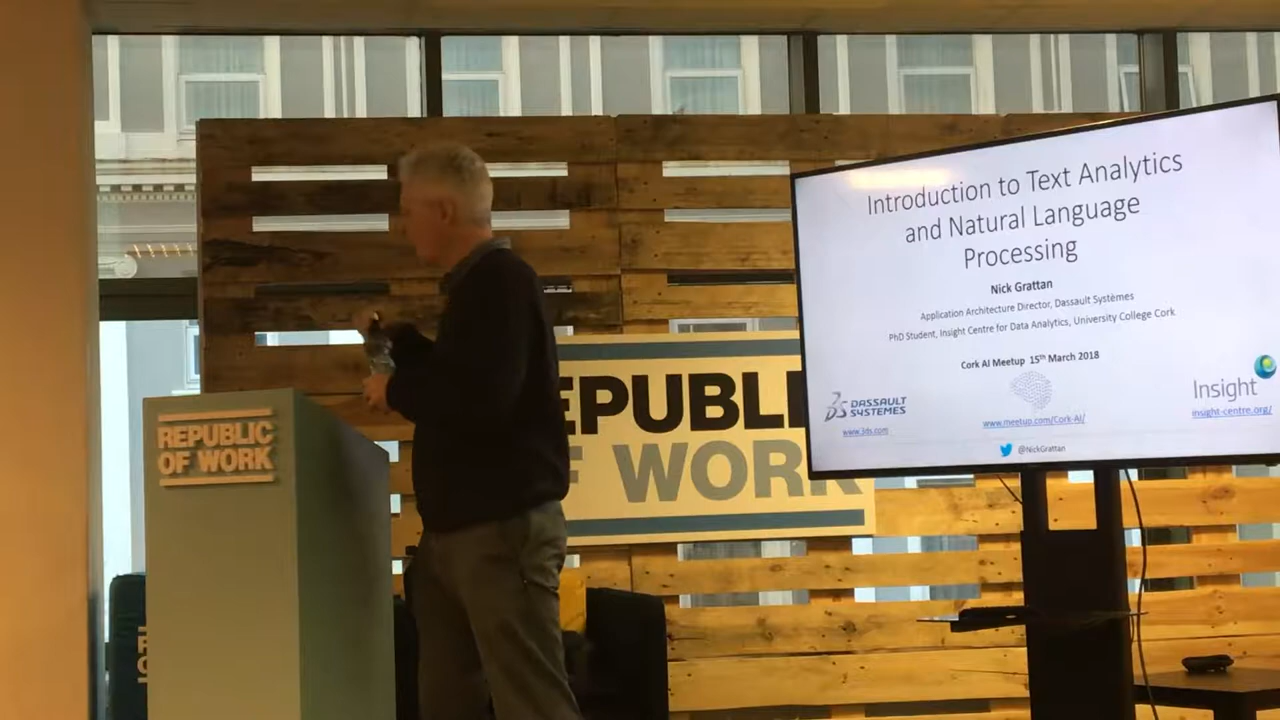 Introduction to Text Analytics
and Natural Language
Processing
Nick Grattan
Application Architecture Director, Dassault Systèmes
PhD Student, Insight Centre for Data Analytics, University College Cork
Cork AI Meetup 15th March 2018
DASSAULT
SYSTEMES
www.3ds.com
www.meetup.com/Cork-AI/
Insight
insight-centre.org/
@NickGrattan
REPUBLIC
OF WORK
EPUBLI
F WORK